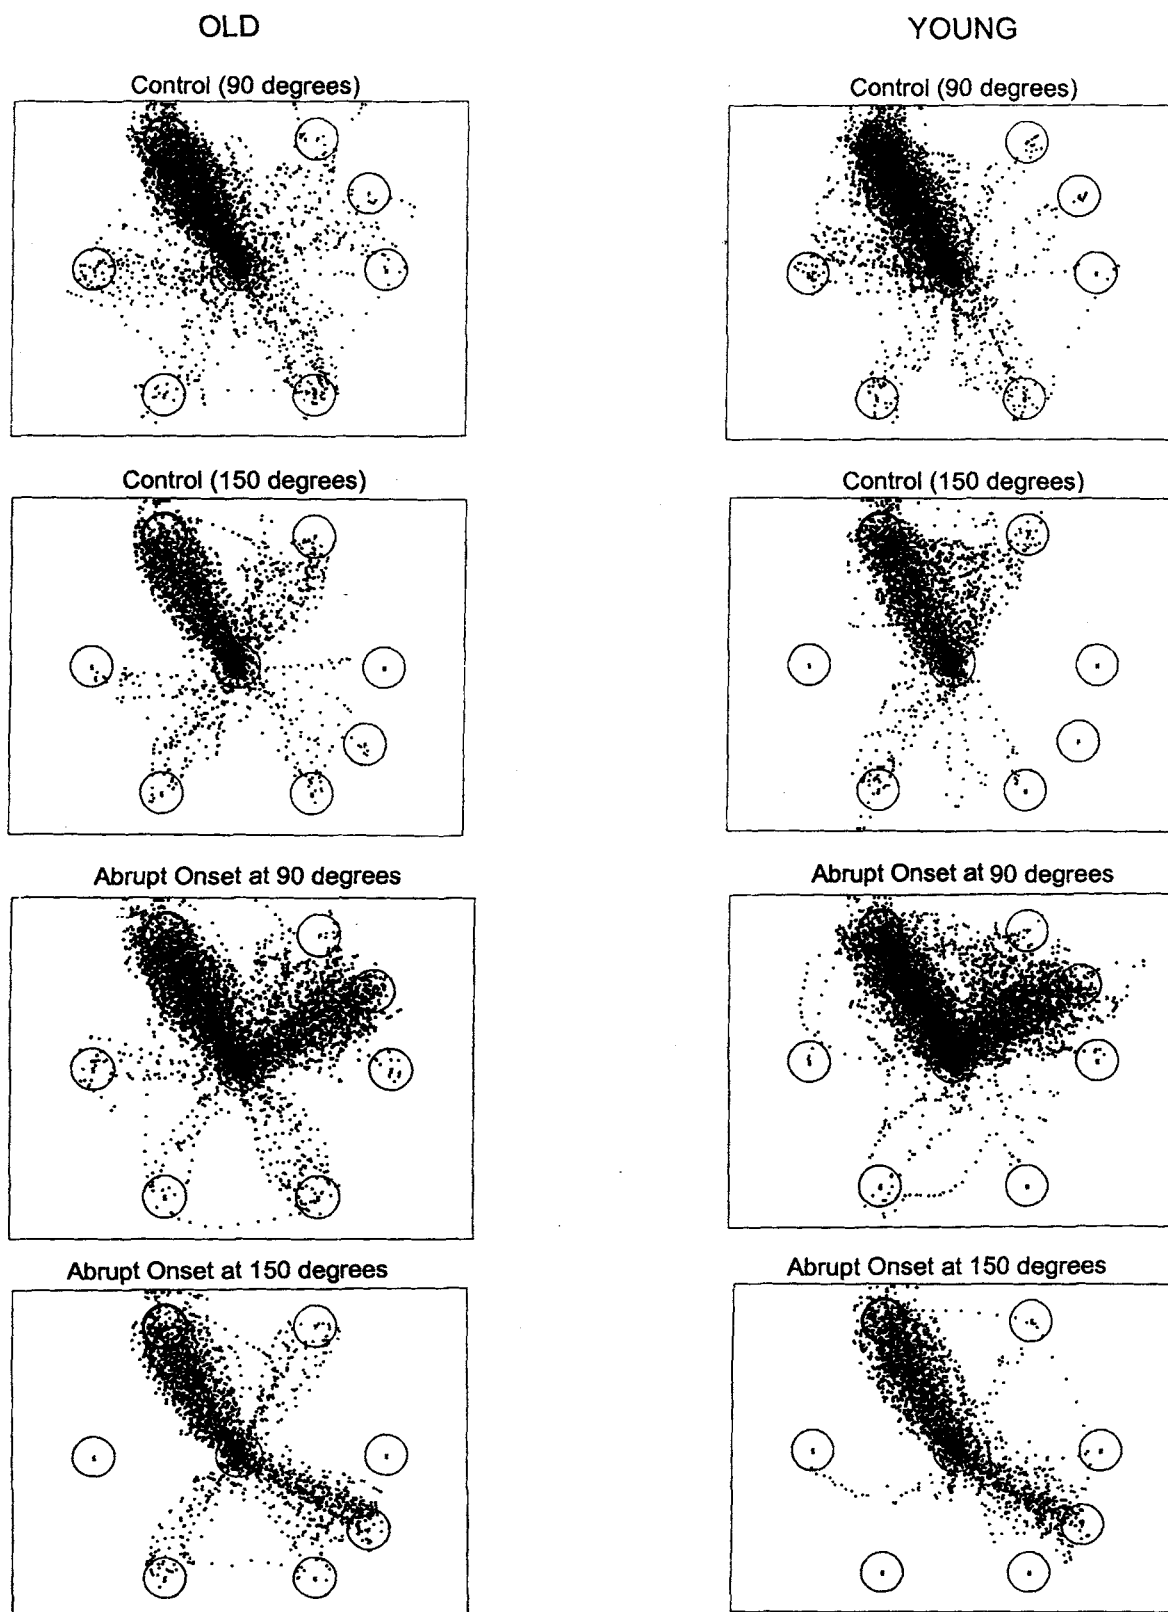 OLD
YOUNG
Control (90 degrees)
Control (90 degrees)
Control (150 degrees)
Control (150 degrees)
Abrupt Onset at 90 degrees
Abrupt Onset at 90 degrees
Abrupt Onset at 150 degrees
Abrupt Onset at 150 degrees